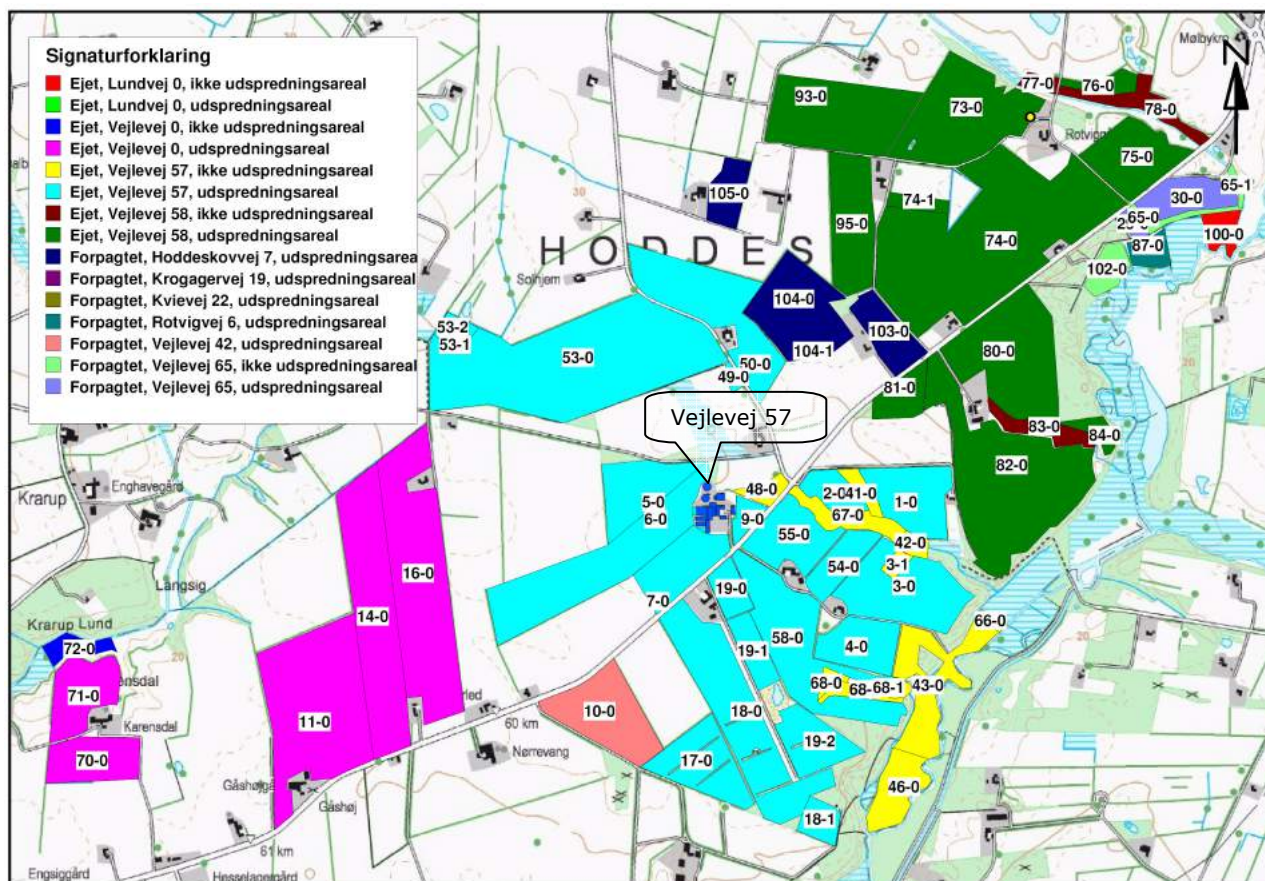 Signaturforklaring
Ejet, Lundvej 0, ikke udspredningsareal
Ejet, Lundvej 0, udspredningsareal
Ejet, Vejlevej 0, ikke udspredningsareal
Ejet, Vejlevej 0, udspredningsareal
Ejet, Vejlevej 57, ikke udspredningsareal
Ejet, Vejlevej 57, udspredningsareal
Ejet, Vejlevej 58, ikke udspredningsareal
Ejet, Vejlevej 58, udspredningsareal
Forpagtet, Hoddeskovvej 7, udspredningsareal
Forpagtet, Krogagervej 19, udspredningsareal
Forpagtet, Kvievej 22, udspredningsareal
Forpagtet, Rotvigvej 6, udspredningsareal
Forpagtet, Vejlevej 42, udspredningsareal
Forpagtet, Vejlevej 65, ikke udspredningsareal
Forpagtet, Vejlevej 65, udspredningsareal
Mølbykro
N
77-0
76-0
78-0
93-0
73-0
Rotvigg
75-0
30
105-0
74-1
65-1
30-0
95-0
65-0
100-0
74-0
87-0
HODDES
102-0
Solhjem
104-0
53-2
103-0
53-1
53-0
104-1
80-0
20
50-0
49-0
81-0
Vejlevej 57
83-0
84-0
82-0
Krarup
Enghavegård
48-0
2-0
41-0
1-0
5-0
6-0
9-0
67-0
55-0
42-0
16-0
54-0
3-1
3-0
Langsig
14-0
19-0
7-0
Krarup Lund
66-0
72-0
20
58-0
4-0
20
19-1
71-0
ensdal
68-0
68-
68-1
43-0
rled
Karensdal
11-0
60 km
10-0
18-0
Nørrevang
19-2
70-0
17-0
Gåshøjgå
46-0
Gåshøj
18-1
61 km
Engsiggård
Hesselagergård